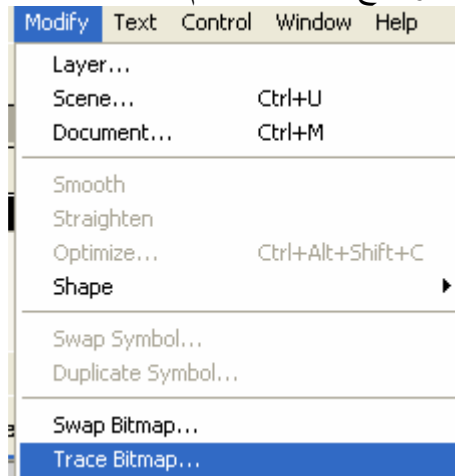 Modify Text Control Window Help
Layer...
Scene... Ctrl+U
Document... Ctrl+M
Smooth
Straighten
Optimize... Ctrl+Alt+Shift+C
Shape
Swap Symbol...
Duplicate Symbol...
Swap Bitmap...
Trace Bitmap...